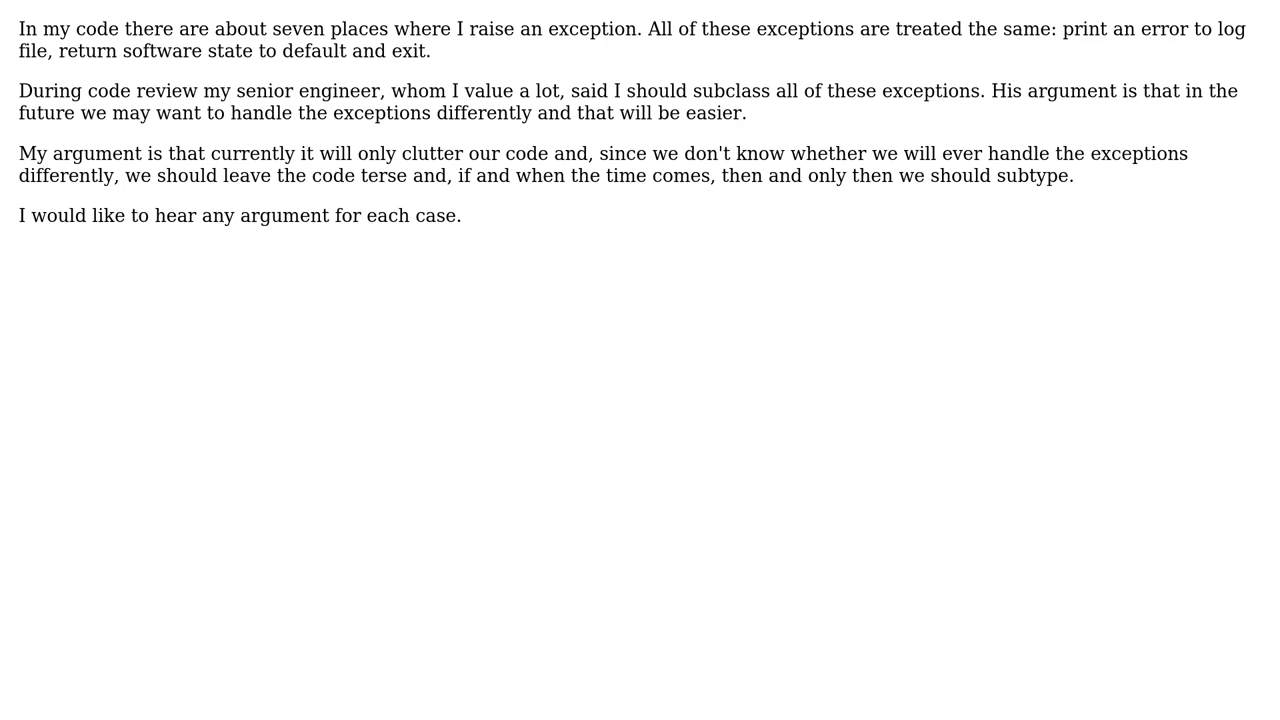 In my code there are about seven places where I raise an exception. All of these exceptions are treated the same: print an error to log
file, return software state to default and exit.
During code review my senior engineer, whom I value a lot, said I should subclass all of these exceptions. His argument is that in the
future we may want to handle the exceptions differently and that will be easier.
My argument is that currently it will only clutter our code and, since we don't know whether we will ever handle the exceptions
differently, we should leave the code terse and, if and when the time comes, then and only then we should subtype.
I would like to hear any argument for each case.